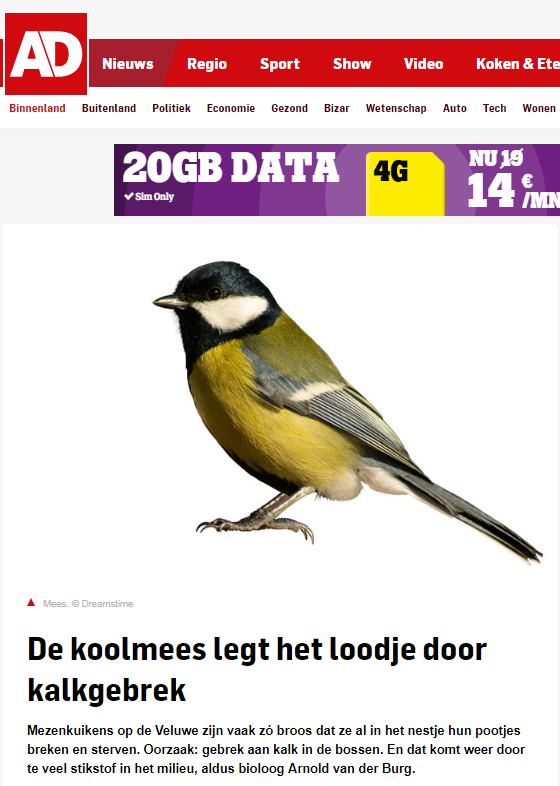 AD
Nieuws Regio Sport Show Video Koken & Ete
Binnenland Buitenland Politiek Economie Gezond Bizar Wetenschap Auto Tech Wonen
20GB DATA
✓ Sim Only
4G
NU 19
14 €
/MN
Mees. © Dreamstime
De koolmees legt het loodje door
kalkgebrek
Mezenkuikens op de Veluwe zijn vaak zó broos dat ze al in het nestje hun pootjes
breken en sterven. Oorzaak: gebrek aan kalk in de bossen. En dat komt weer door
te veel stikstof in het milieu, aldus bioloog Arnold van der Burg.